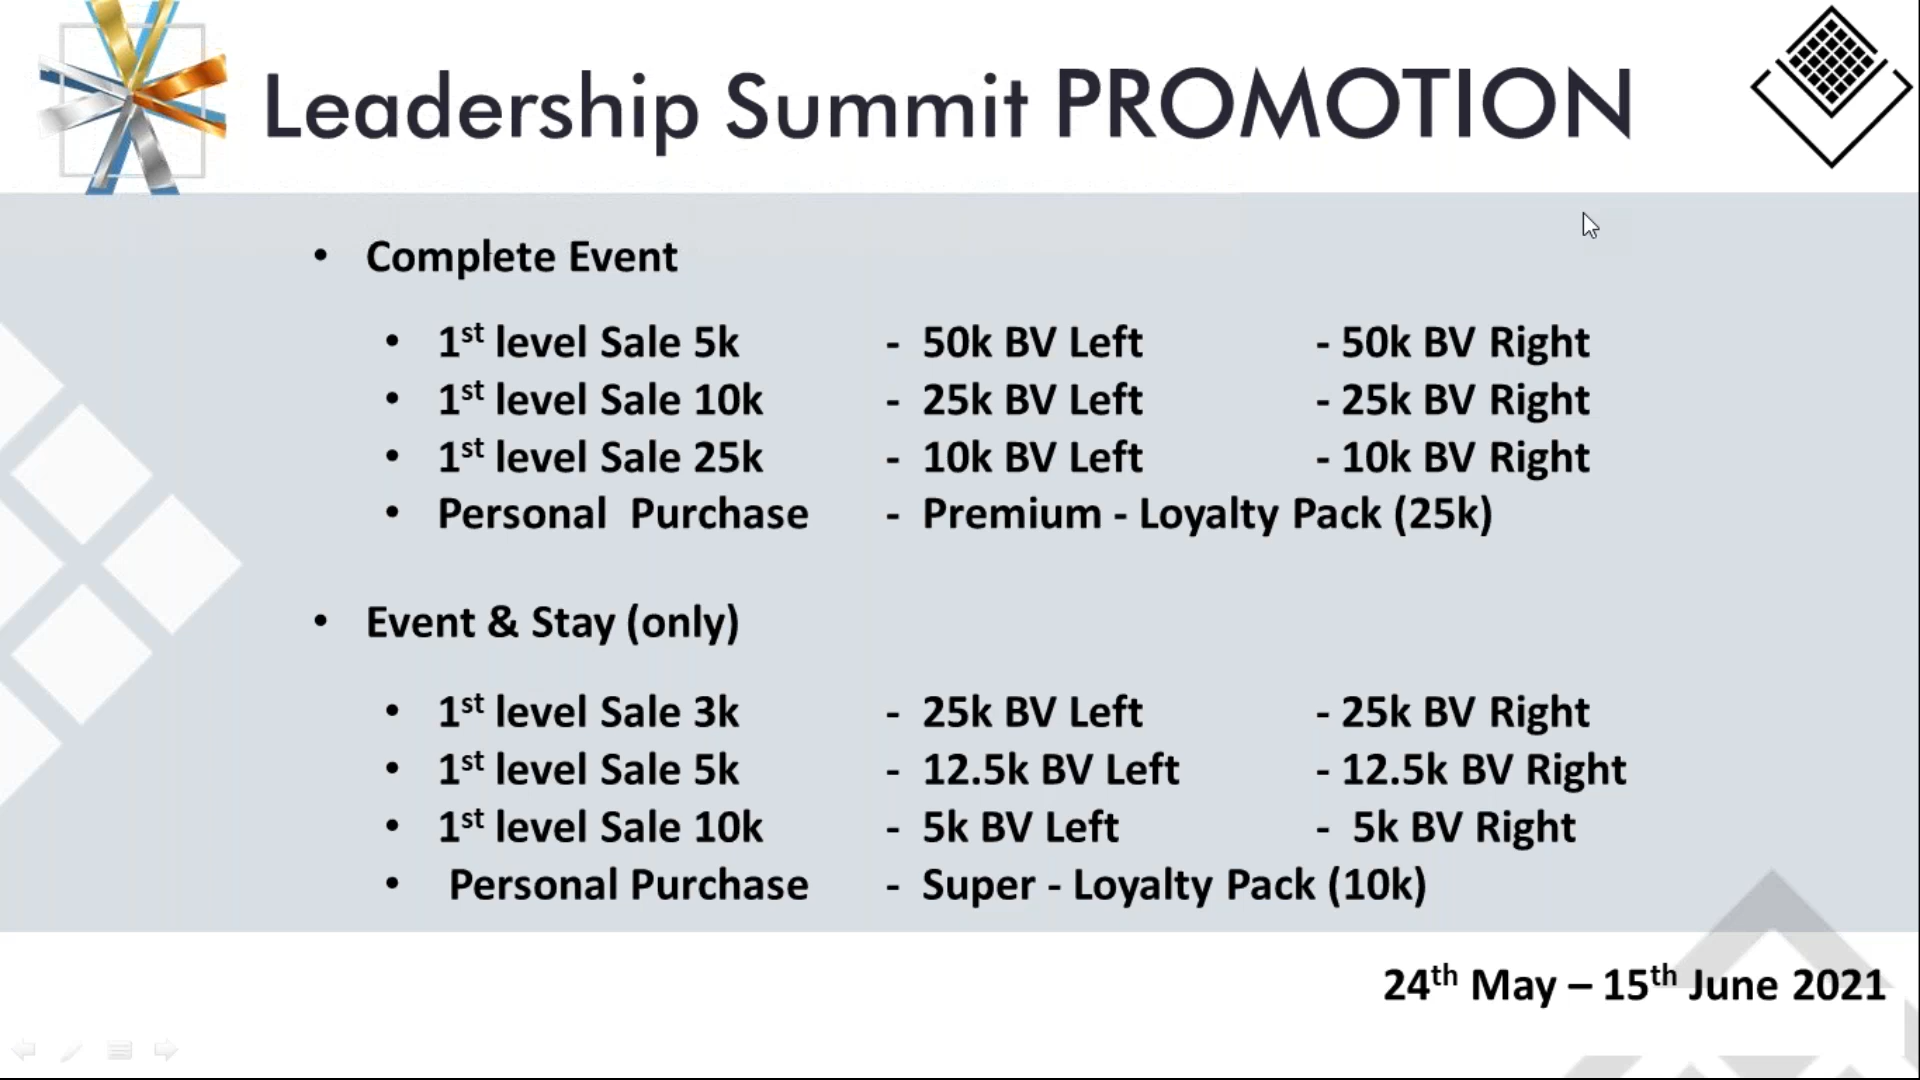 Leadership Summit PROMOTION
• Complete Event
• 1st level Sale 5k - 50k BV Left - 50k BV Right
• 1st level Sale 10k - 25k BV Left - 25k BV Right
• 1st level Sale 25k - 10k BV Left - 10k BV Right
• Personal Purchase - Premium - Loyalty Pack (25k)
• Event & Stay (only)
• 1st level Sale 3k - 25k BV Left - 25k BV Right
• 1st level Sale 5k - 12.5k BV Left - 12.5k BV Right
• 1st level Sale 10k - 5k BV Left - 5k BV Right
• Personal Purchase - Super - Loyalty Pack (10k)
24th May – 15th June 2021